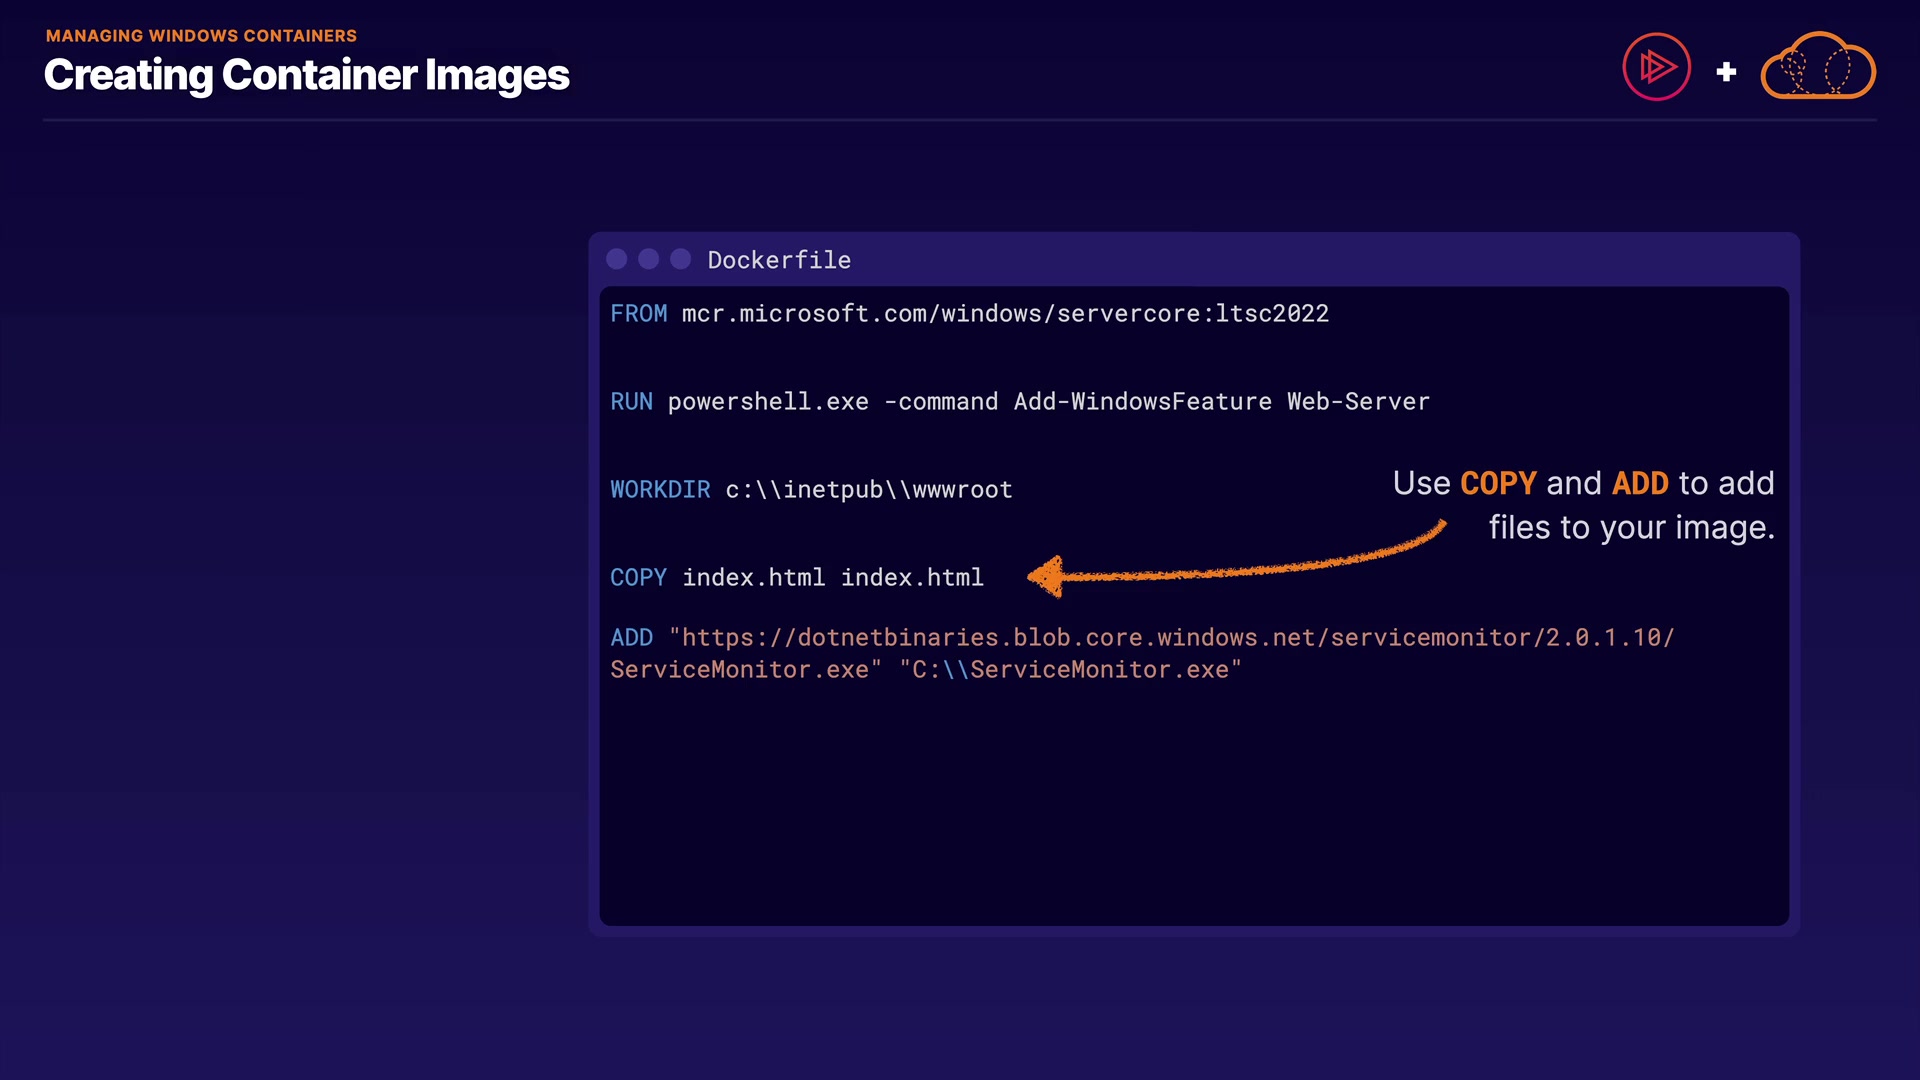 MANAGING WINDOWS CONTAINERS
Creating Container Images
+
Dockerfile
FROM mcr.microsoft.com/windows/servercore:ltsc2022
RUN powershell.exe -command Add-WindowsFeature Web-Server
WORKDIR c:\\inetpub\\wwwroot
Use COPY and ADD to add
files to your image.
COPY index.html index.html
ADD "https://dotnetbinaries.blob.core.windows.net/servicemonitor/2.0.1.10/
ServiceMonitor.exe" "C:\\ServiceMonitor.exe"